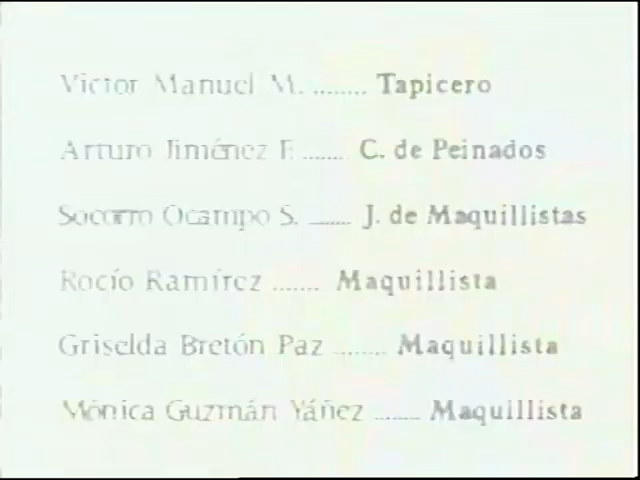 Victor Manuel M. ........ Tapicero
Arturo Jiménez F. ....... C. de Peinados
Socorro Ocampo S. ....... J. de Maquillistas
Rocío Ramírez ....... Maquillista
Griselda Bretón Paz ........ Maquillista
Mónica Guzmán Yáñez ....... Maquillista